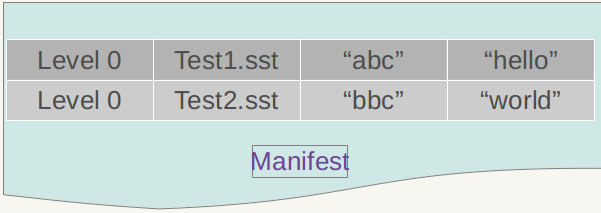 Level 0 Test1.sst “abc” “hello”
Level 0 Test2.sst “bbc” “world”
Manifest